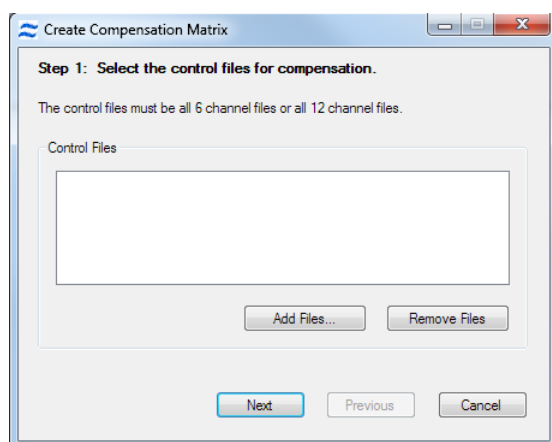 Create Compensation Matrix
Step 1: Select the control files for compensation.
The control files must be all 6 channel files or all 12 channel files.
Control Files
Add Files... Remove Files
Next Previous Cancel